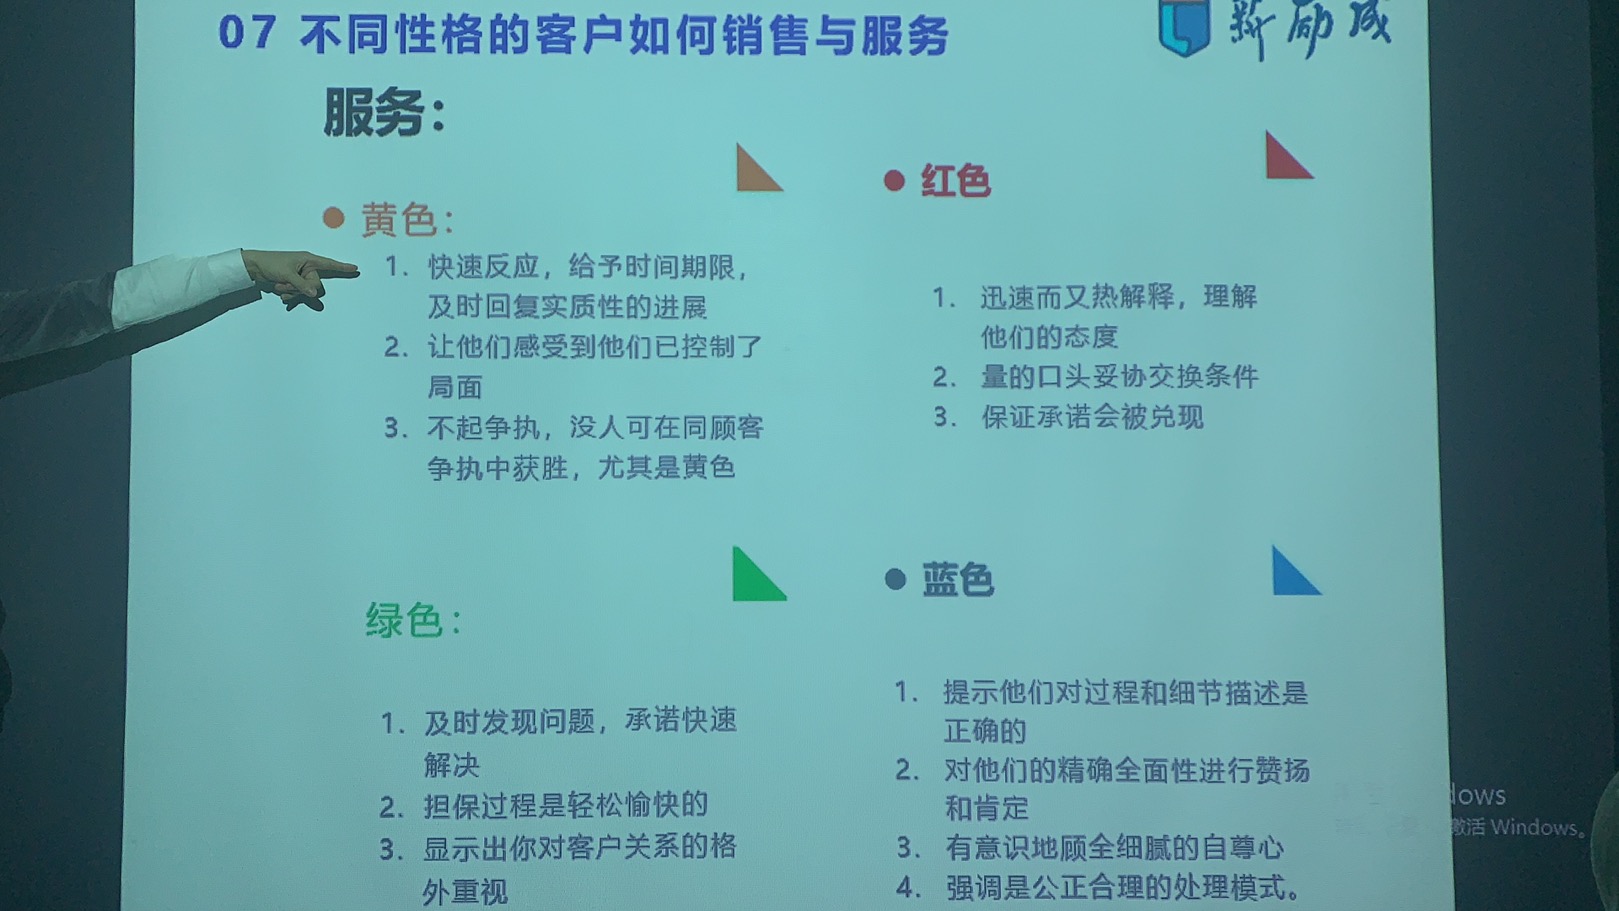 07 不同性格的客户如何销售与服务
新励成
服务：
黄色：
1. 快速反应，给予时间期限，
及时回复实质性的进展
2. 让他们感受到他们已控制了
局面
3. 不起争执，没人可在同顾客
争执中获胜，尤其是黄色
红色
1. 迅速而又热解释，理解
他们的态度
2. 量的口头妥协交换条件
3. 保证承诺会被兑现
绿色：
1. 及时发现问题，承诺快速
解决
2. 担保过程是轻松愉快的
3. 显示出你对客户关系的格
外重视
蓝色
1. 提示他们对过程和细节描述是
正确的
2. 对他们的精确全面性进行赞扬
和肯定
3. 有意识地顾全细腻的自尊心
4. 强调是公正合理的处理模式。
dows
激活 Windows。